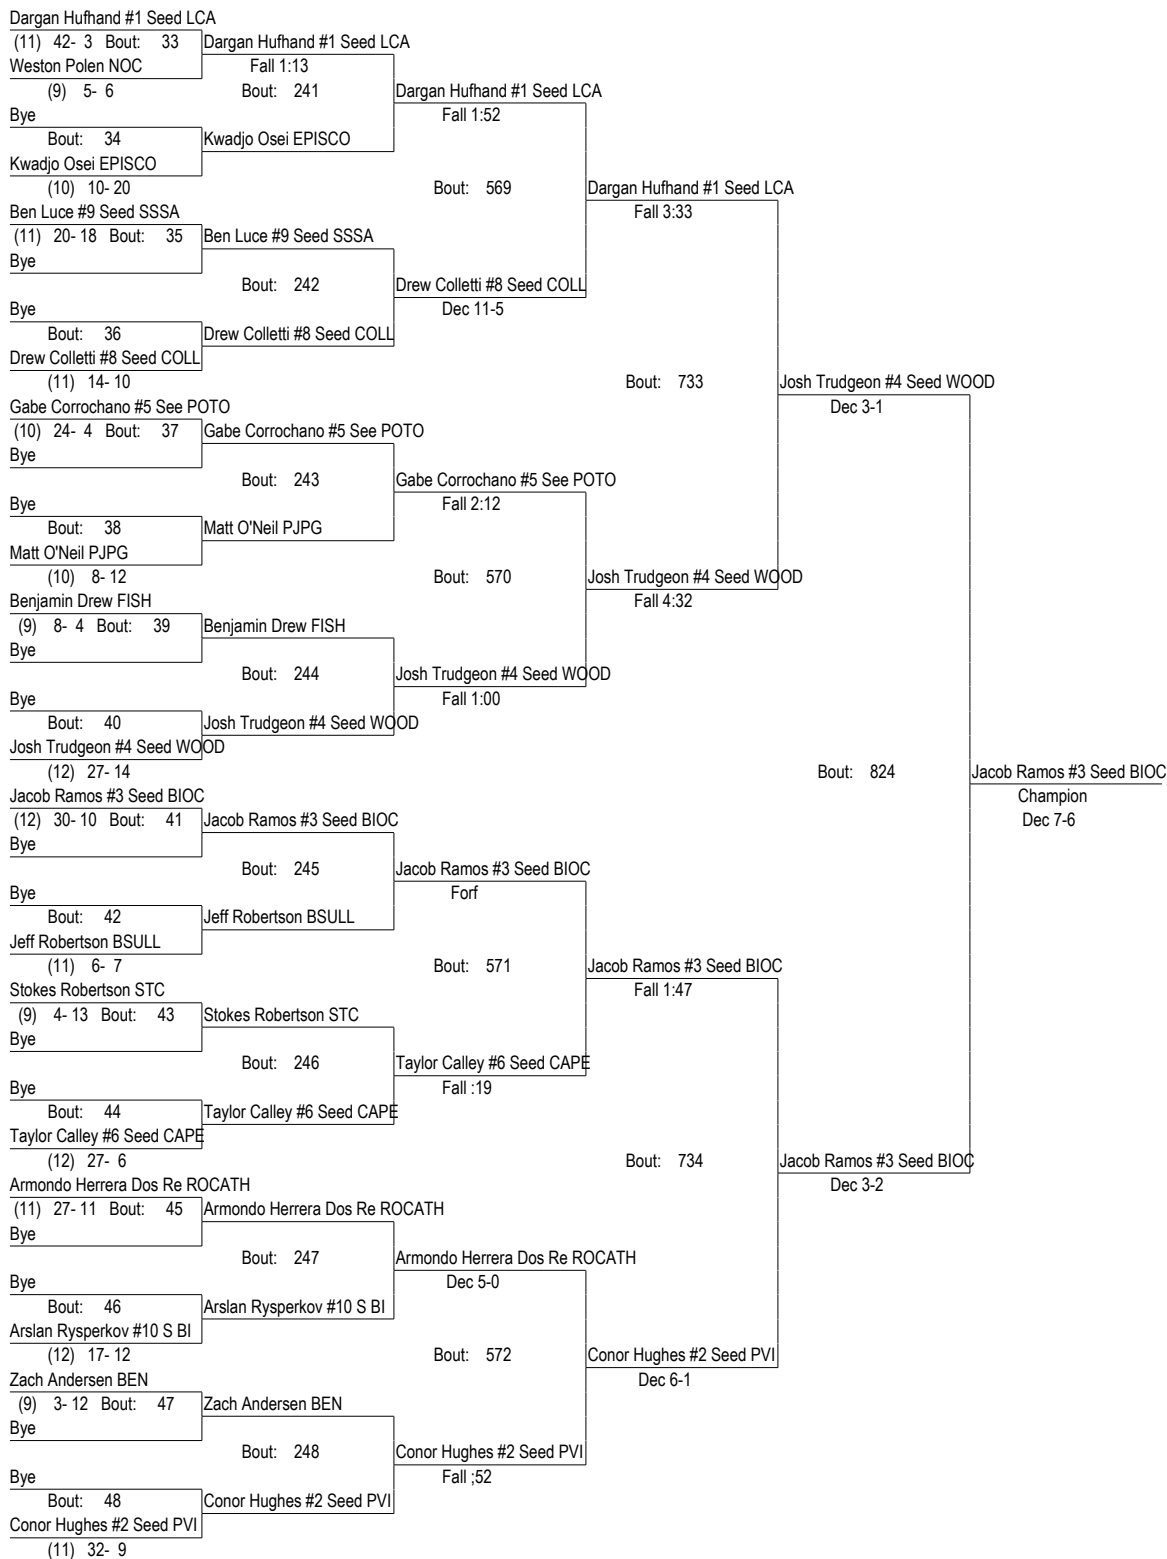 Dargan Hufhand #1 Seed LCA
(11) 42- 3 Bout: 33 Dargan Hufhand #1 Seed LCA
Weston Polen NOC Fall 1:13
(9) 5- 6 Bout: 241 Dargan Hufhand #1 Seed LCA
Bye Fall 1:52
Bout: 34 Kwadjo Osei EPISCO
Kwadjo Osei EPISCO
(10) 10- 20 Bout: 569 Dargan Hufhand #1 Seed LCA
Ben Luce #9 Seed SSSA Fall 3:33
(11) 20- 18 Bout: 35 Ben Luce #9 Seed SSSA
Bye
Bout: 242 Drew Colletti #8 Seed COLL
Bye Dec 11-5
Bout: 36 Drew Colletti #8 Seed COLL
Drew Colletti #8 Seed COLL
(11) 14- 10 Bout: 733 Josh Trudgeon #4 Seed WOOD
Gabe Corrochano #5 See POTO Dec 3-1
(10) 24- 4 Bout: 37 Gabe Corrochano #5 See POTO
Bye
Bout: 243 Gabe Corrochano #5 See POTO
Bye Fall 2:12
Bout: 38 Matt O'Neil PJPG
Matt O'Neil PJPG
(10) 8- 12 Bout: 570 Josh Trudgeon #4 Seed WOOD
Benjamin Drew FISH Fall 4:32
(9) 8- 4 Bout: 39 Benjamin Drew FISH
Bye
Bout: 244 Josh Trudgeon #4 Seed WOOD
Bye Fall 1:00
Bout: 40 Josh Trudgeon #4 Seed WOOD
Josh Trudgeon #4 Seed WOOD
(12) 27- 14 Bout: 824 Jacob Ramos #3 Seed BIOC
Jacob Ramos #3 Seed BIOC Champion
(12) 30- 10 Bout: 41 Jacob Ramos #3 Seed BIOC Dec 7-6
Bye
Bout: 245 Jacob Ramos #3 Seed BIOC
Bye Forf
Bout: 42 Jeff Robertson BSULL
Jeff Robertson BSULL
(11) 6- 7 Bout: 571 Jacob Ramos #3 Seed BIOC
Stokes Robertson STC Fall 1:47
(9) 4- 13 Bout: 43 Stokes Robertson STC
Bye
Bout: 246 Taylor Calley #6 Seed CAPE
Bye Fall :19
Bout: 44 Taylor Calley #6 Seed CAPE
Taylor Calley #6 Seed CAPE
(12) 27- 6 Bout: 734 Jacob Ramos #3 Seed BIOC
Armondo Herrera Dos Re ROCATH Dec 3-2
(11) 27- 11 Bout: 45 Armondo Herrera Dos Re ROCATH
Bye
Bout: 247 Armondo Herrera Dos Re ROCATH
Bye Dec 5-0
Bout: 46 Arslan Rysperkov #10 S BI
Arslan Rysperkov #10 S BI
(12) 17- 12 Bout: 572 Conor Hughes #2 Seed PVI
Zach Andersen BEN Dec 6-1
(9) 3- 12 Bout: 47 Zach Andersen BEN
Bye
Bout: 248 Conor Hughes #2 Seed PVI
Bye Fall ;52
Bout: 48 Conor Hughes #2 Seed PVI
Conor Hughes #2 Seed PVI
(11) 32- 9